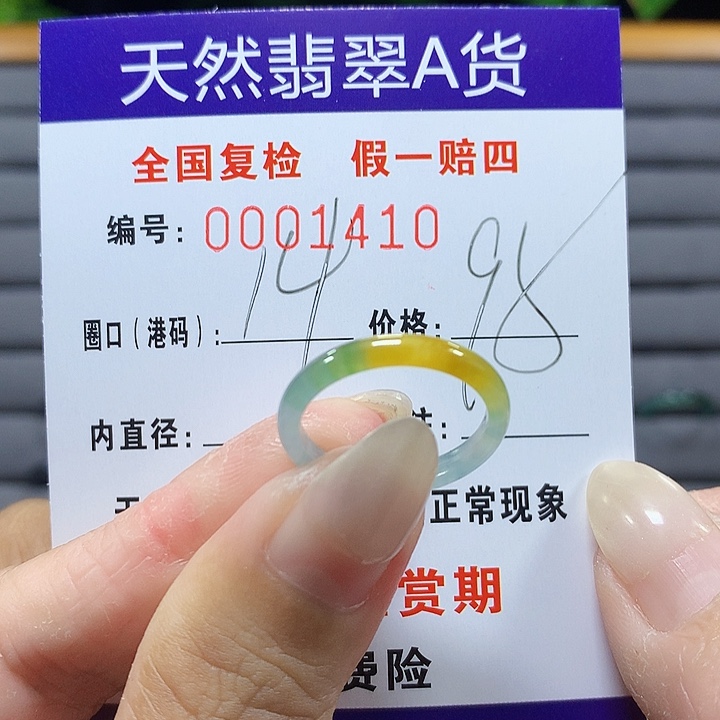 天然翡翠A货
全国复检 假一赔四
编号: 0001410
圈口(港码): 14 价格: 98
内直径:
正常现象
赏期
费险